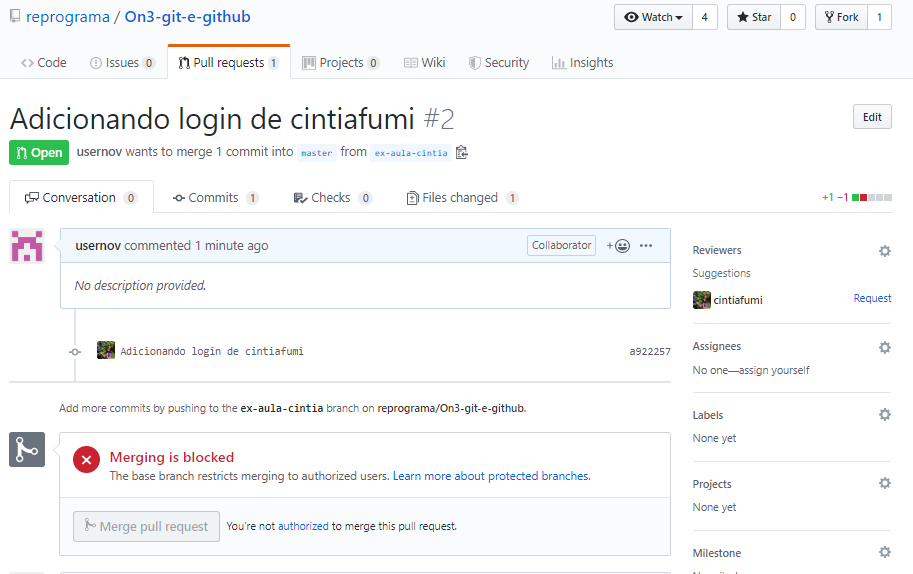 reprograma / On3-git-e-github
Watch 4 Star 0 Fork 1
Code Issues 0 Pull requests 1 Projects 0 Wiki Security Insights
Adicionando login de cintiafumi #2
Edit
Open usernov wants to merge 1 commit into master from ex-aula-cintia
Conversation 0 Commits 1 Checks 0 Files changed 1
+1 −1
usernov commented 1 minute ago
Collaborator
No description provided.
Adicionando login de cintiafumi a922257
Add more commits by pushing to the ex-aula-cintia branch on reprograma/On3-git-e-github.
Merging is blocked
The base branch restricts merging to authorized users. Learn more about protected branches.
Merge pull request You're not authorized to merge this pull request.
Reviewers
Suggestions
cintiafumi Request
Assignees
No one—assign yourself
Labels
None yet
Projects
None yet
Milestone